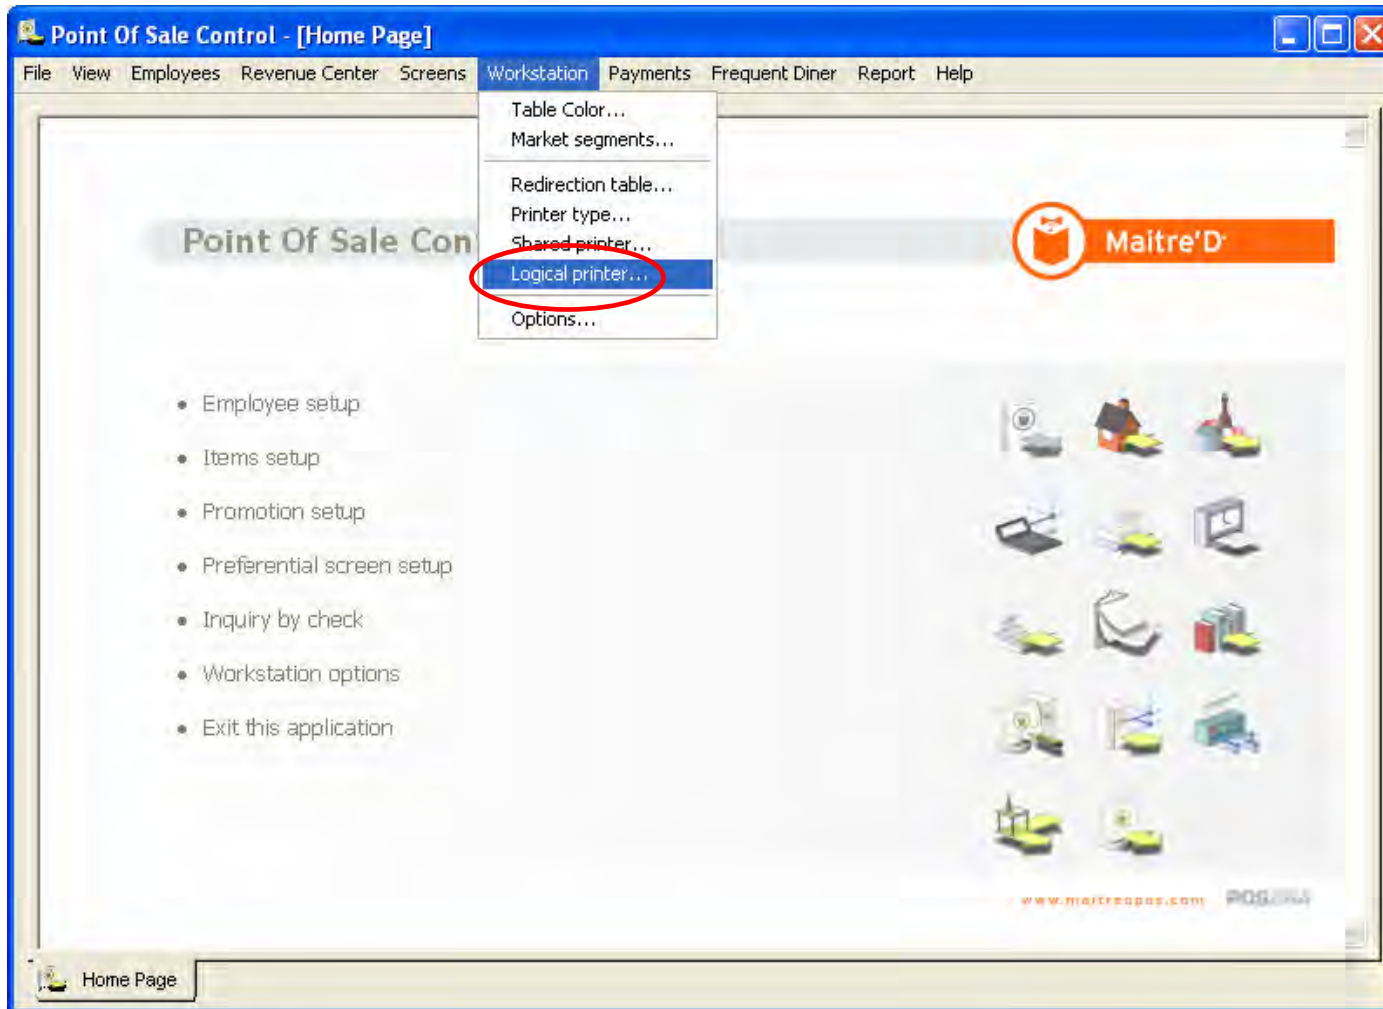 Point Of Sale Control - [Home Page]
File View Employees Revenue Center Screens Workstation Payments Frequent Diner Report Help
Table Color...
Market segments...
Redirection table...
Printer type...
Shared printer...
Logical printer...
Options...
Point Of Sale Con
Maitre'D
• Employee setup
• Items setup
• Promotion setup
• Preferential screen setup
• Inquiry by check
• Workstation options
• Exit this application
www.maitredpos.com
Home Page